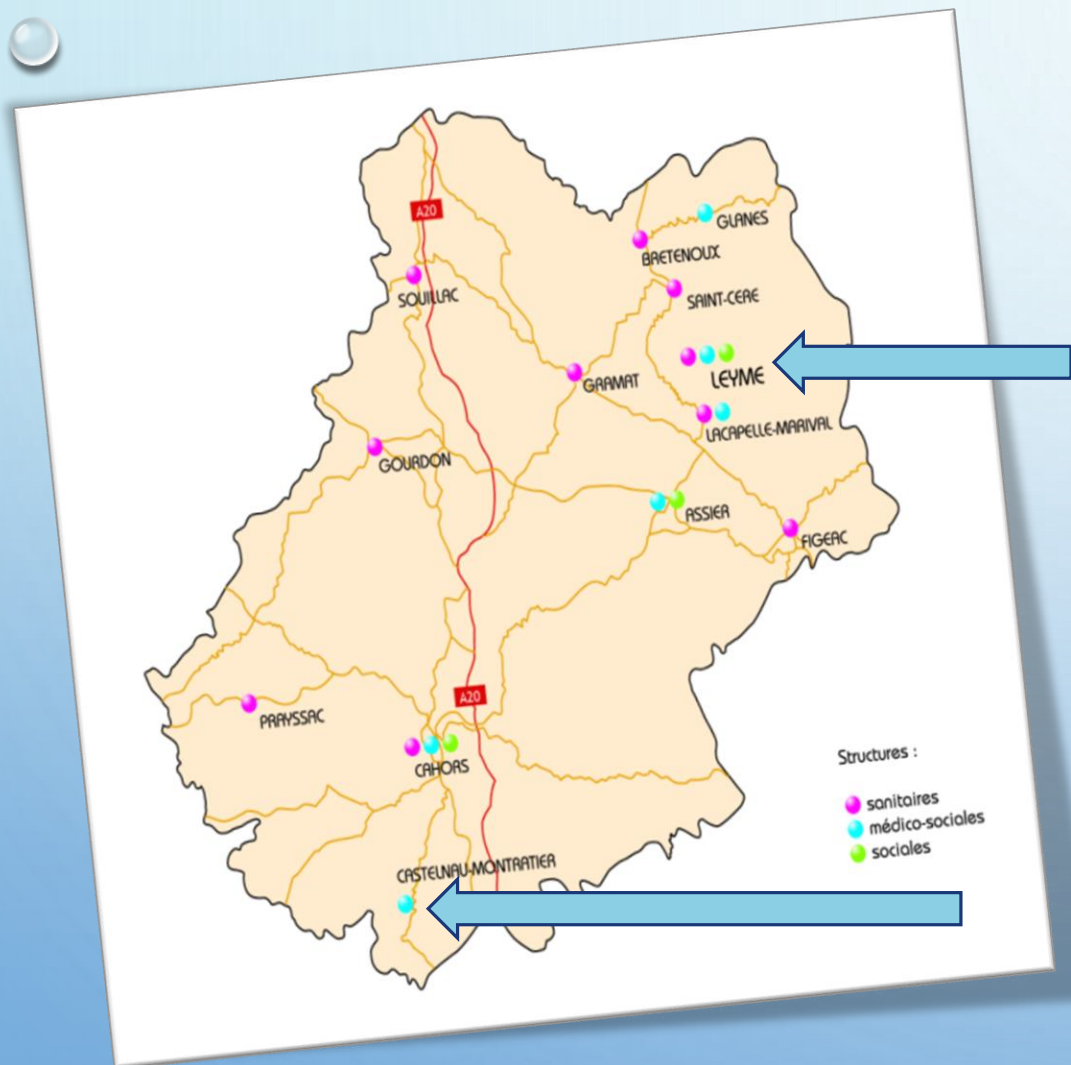 A20
GLANES
BRETENOUX
SOUILLAC
SAINT-CERE
GRAMAT
LEYME
LACAPELLE-MARIVAL
GOURDON
ASSIER
FIGEAC
A20
PRAYSSAC
CAHORS
CASTELNAU-MONTRATIER
Structures :
sanitaires
médico-sociales
sociales